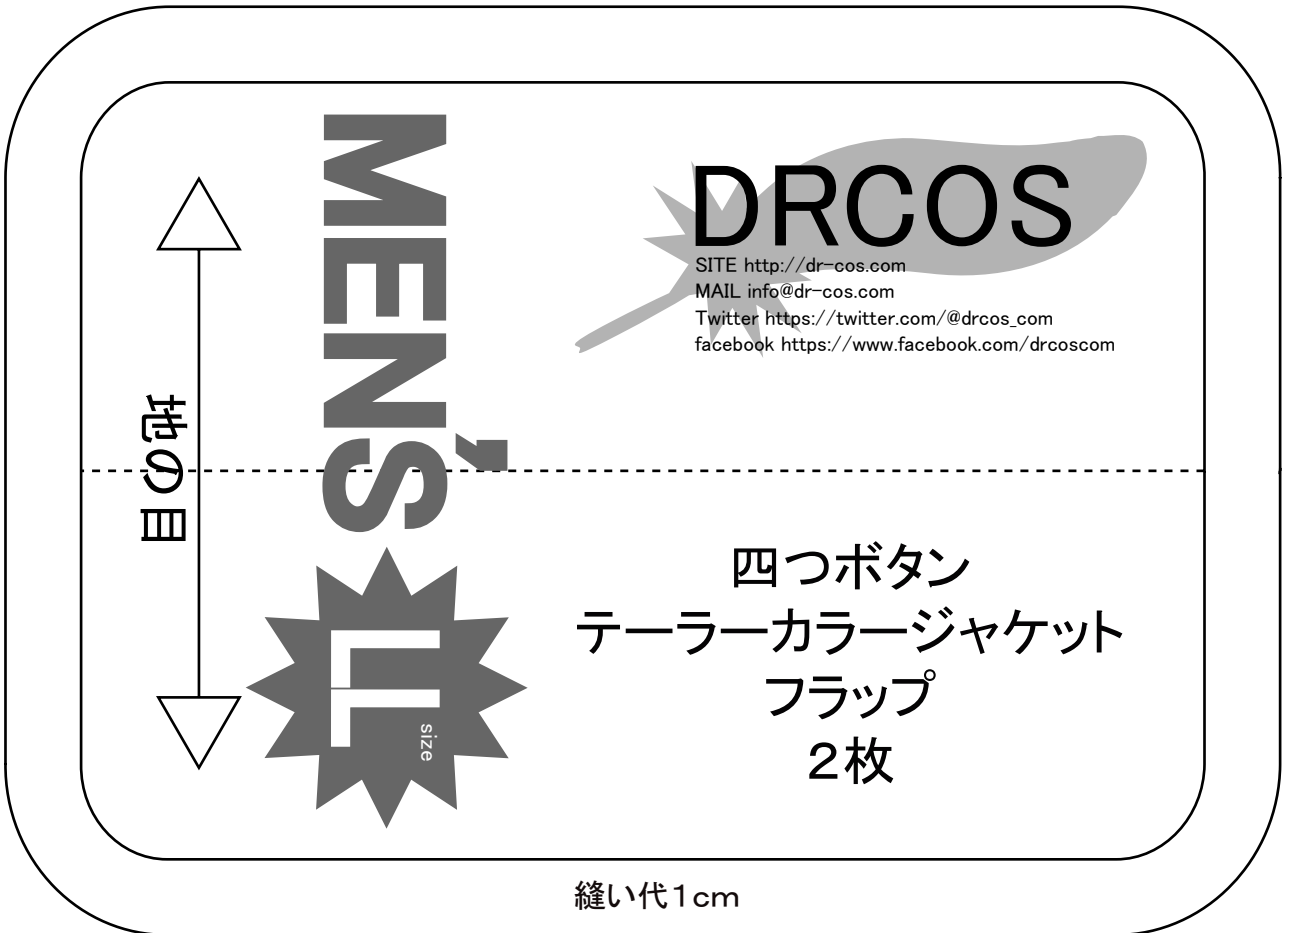 地の目
MEN'S
LL
size
DRCOS
SITE http://dr-cos.com
MAIL info@dr-cos.com
Twitter https://twitter.com/@drcos_com
facebook https://www.facebook.com/drcoscom
四つボタン
テーラーカラージャケット
フラップ
２枚
縫い代１cm